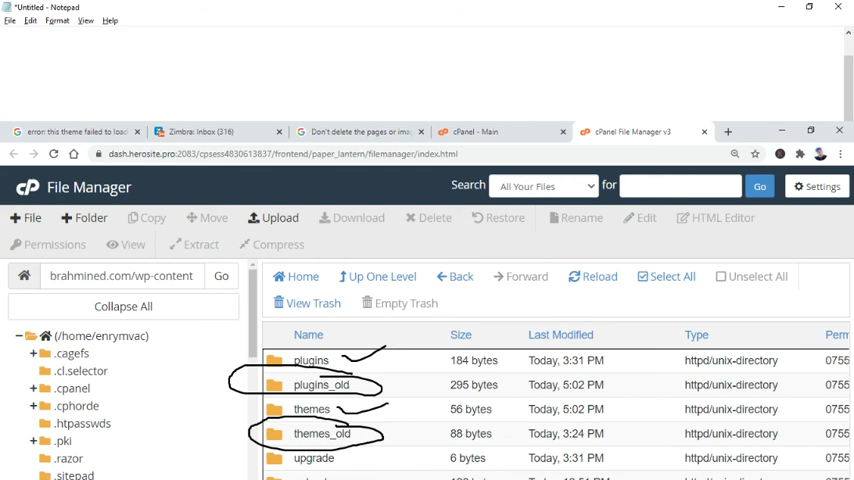 *Untitled - Notepad
File Edit Format View Help
error: this theme failed to load
Zimbra: Inbox (316)
Don't delete the pages or ima
cPanel - Main
cPanel File Manager v3
dash.herosite.pro:2083/cpsess4830613837/frontend/paper_lantern/filemanager/index.html
cP File Manager
Search All Your Files for Go Settings
File Folder Copy Move Upload Download Delete Restore Rename Edit HTML Editor
Permissions View Extract Compress
brahmined.com/wp-content Go
Home Up One Level Back Forward Reload Select All Unselect All
Collapse All
View Trash Empty Trash
(/home/enrymvac)
.cagefs
.cl.selector
.cpanel
.cphorde
.htpasswds
.pki
.razor
.sitepad
Name Size Last Modified Type Perm
plugins 184 bytes Today, 3:31 PM httpd/unix-directory 0755
plugins_old 295 bytes Today, 5:02 PM httpd/unix-directory 0755
themes 56 bytes Today, 5:02 PM httpd/unix-directory 0755
themes_old 88 bytes Today, 3:24 PM httpd/unix-directory 0755
upgrade 6 bytes Today, 3:31 PM httpd/unix-directory 0755